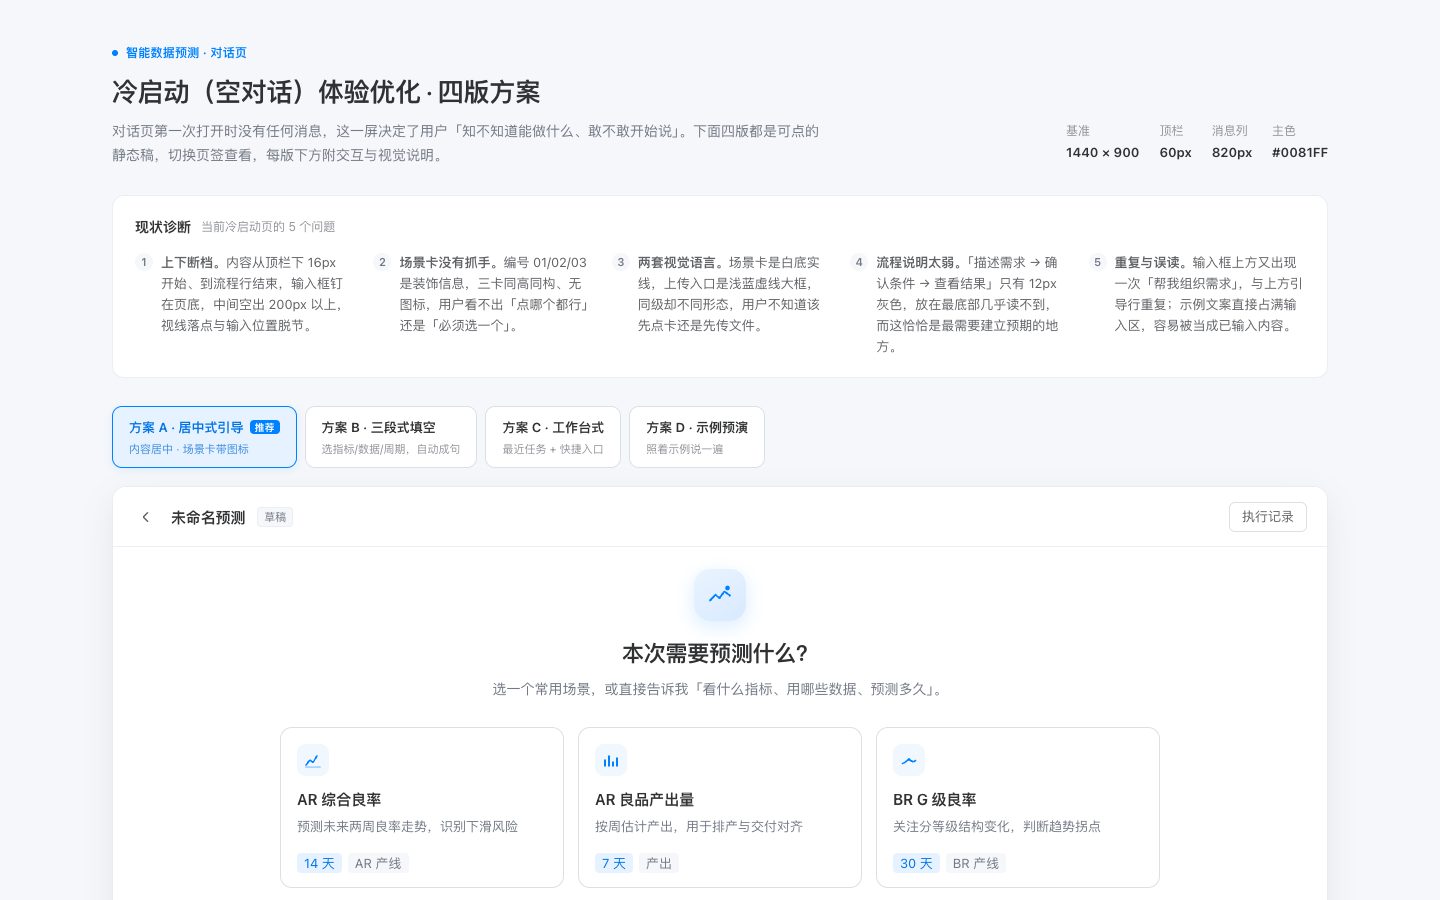 智能数据预测 · 对话页
冷启动（空对话）体验优化 · 四版方案
对话页第一次打开时没有任何消息，这一屏决定了用户「知不知道能做什么、敢不敢开始说」。下面四版都是可点的
静态稿，切换页签查看，每版下方附交互与视觉说明。
基准
1440 × 900
顶栏
60px
消息列
820px
主色
#0081FF
现状诊断 当前冷启动页的 5 个问题
1
上下断档。内容从顶栏下 16px
开始、到流程行结束，输入框钉
在页底，中间空出 200px 以上，
视线落点与输入位置脱节。
2
场景卡没有抓手。编号 01/02/03
是装饰信息，三卡同高同构、无
图标，用户看不出「点哪个都行」
还是「必须选一个」。
3
两套视觉语言。场景卡是白底实
线，上传入口是浅蓝虚线大框，
同级却不同形态，用户不知道该
先点卡还是先传文件。
4
流程说明太弱。「描述需求 → 确
认条件 → 查看结果」只有 12px
灰色，放在最底部几乎读不到，
而这恰恰是最需要建立预期的地
方。
5
重复与误读。输入框上方又出现
一次「帮我组织需求」，与上方引
导行重复；示例文案直接占满输
入区，容易被当成已输入内容。
方案 A · 居中式引导 推荐
内容居中 · 场景卡带图标
方案 B · 三段式填空
选指标/数据/周期，自动成句
方案 C · 工作台式
最近任务 + 快捷入口
方案 D · 示例预演
照着示例说一遍
未命名预测 草稿
执行记录
本次需要预测什么?
选一个常用场景，或直接告诉我「看什么指标、用哪些数据、预测多久」。
AR 综合良率
预测未来两周良率走势，识别下滑风险
14 天 AR 产线
AR 良品产出量
按周估计产出，用于排产与交付对齐
7 天 产出
BR G 级良率
关注分等级结构变化，判断趋势拐点
30 天 BR 产线